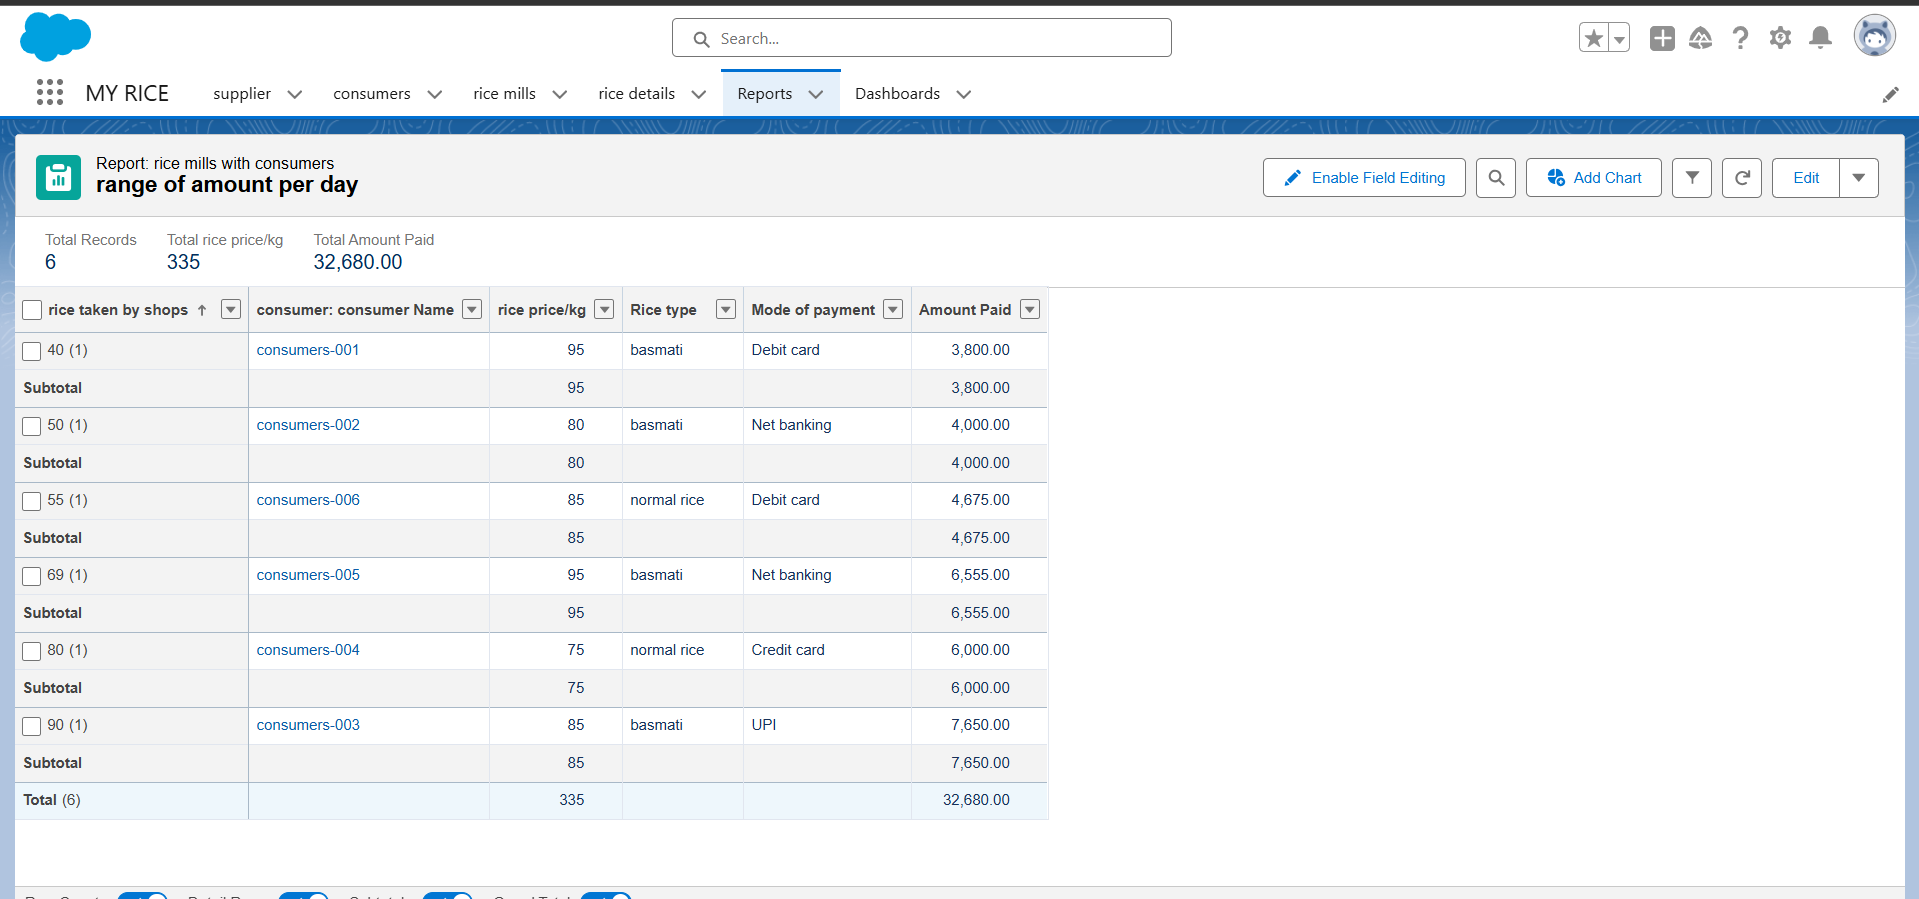 Search...
MY RICE
supplier
consumers
rice mills
rice details
Reports
Dashboards
Report: rice mills with consumers
range of amount per day
Enable Field Editing
Add Chart
Edit
Total Records
Total rice price/kg
Total Amount Paid
6
335
32,680.00
rice taken by shops ↑ consumer: consumer Name rice price/kg Rice type Mode of payment Amount Paid
40 (1) consumers-001 95 basmati Debit card 3,800.00
Subtotal 95 3,800.00
50 (1) consumers-002 80 basmati Net banking 4,000.00
Subtotal 80 4,000.00
55 (1) consumers-006 85 normal rice Debit card 4,675.00
Subtotal 85 4,675.00
69 (1) consumers-005 95 basmati Net banking 6,555.00
Subtotal 95 6,555.00
80 (1) consumers-004 75 normal rice Credit card 6,000.00
Subtotal 75 6,000.00
90 (1) consumers-003 85 basmati UPI 7,650.00
Subtotal 85 7,650.00
Total (6) 335 32,680.00